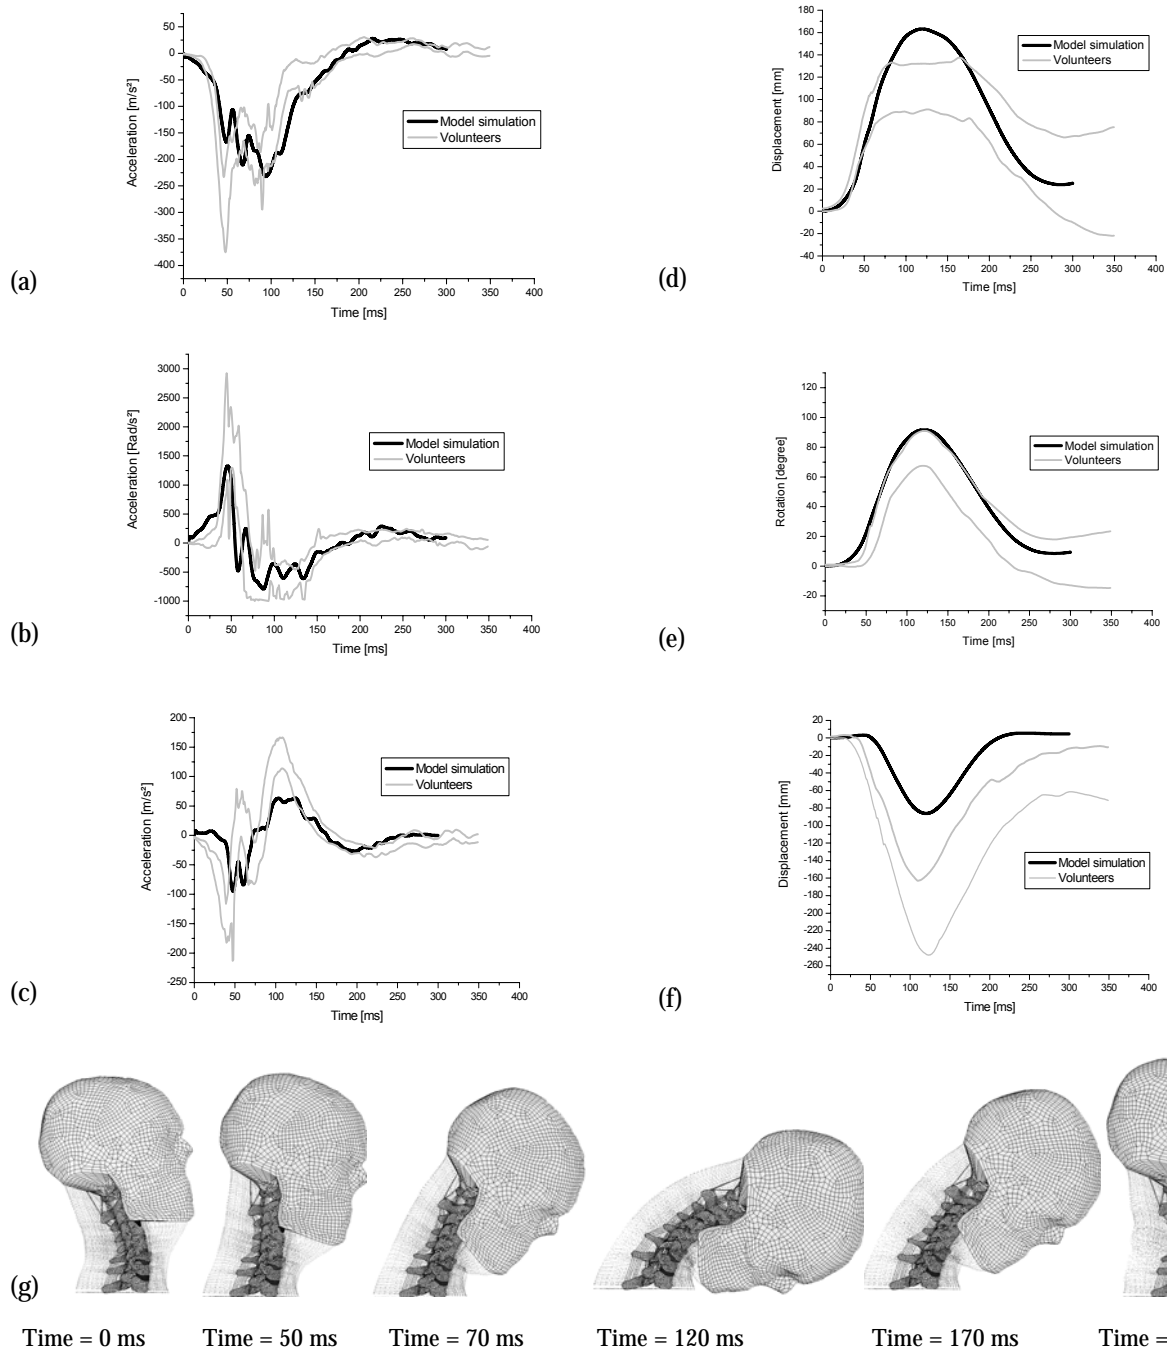 50
0
-50
-100
-150
-200
-250
-300
-350
-400
0 50 100 150 200 250 300 350 400
Acceleration [m/s²]
Time [ms]
Model simulation
Volunteers
(a)
180
160
140
120
100
80
60
40
20
0
-20
-40
0 50 100 150 200 250 300 350 400
Displacement [mm]
Time [ms]
Model simulation
Volunteers
(d)
3000
2500
2000
1500
1000
500
0
-500
-1000
0 50 100 150 200 250 300 350 400
Acceleration [Rad/s²]
Time [ms]
Model simulation
Volunteers
(b)
120
100
80
60
40
20
0
-20
0 50 100 150 200 250 300 350 400
Rotation [degree]
Time [ms]
Model simulation
Volunteers
(e)
200
150
100
50
0
-50
-100
-150
-200
-250
0 50 100 150 200 250 300 350 400
Acceleration [m/s²]
Time [ms]
Model simulation
Volunteers
(c)
20
0
-20
-40
-60
-80
-100
-120
-140
-160
-180
-200
-220
-240
-260
0 50 100 150 200 250 300 350 400
Displacement [mm]
Time [ms]
Model simulation
Volunteers
(f)
(g)
Time = 0 ms Time = 50 ms Time = 70 ms Time = 120 ms Time = 170 ms Time =